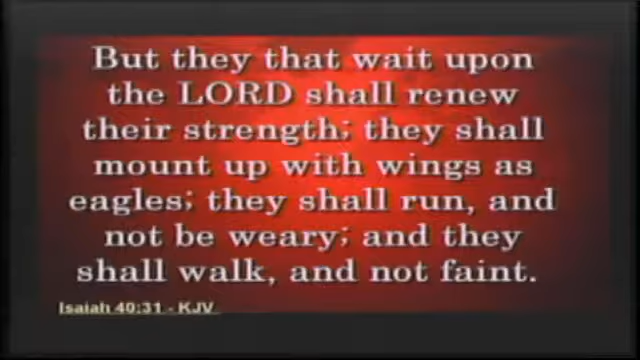 But they that wait upon
the LORD shall renew
their strength; they shall
mount up with wings as
eagles; they shall run, and
not be weary; and they
shall walk, and not faint.
Isaiah 40:31 - KJV